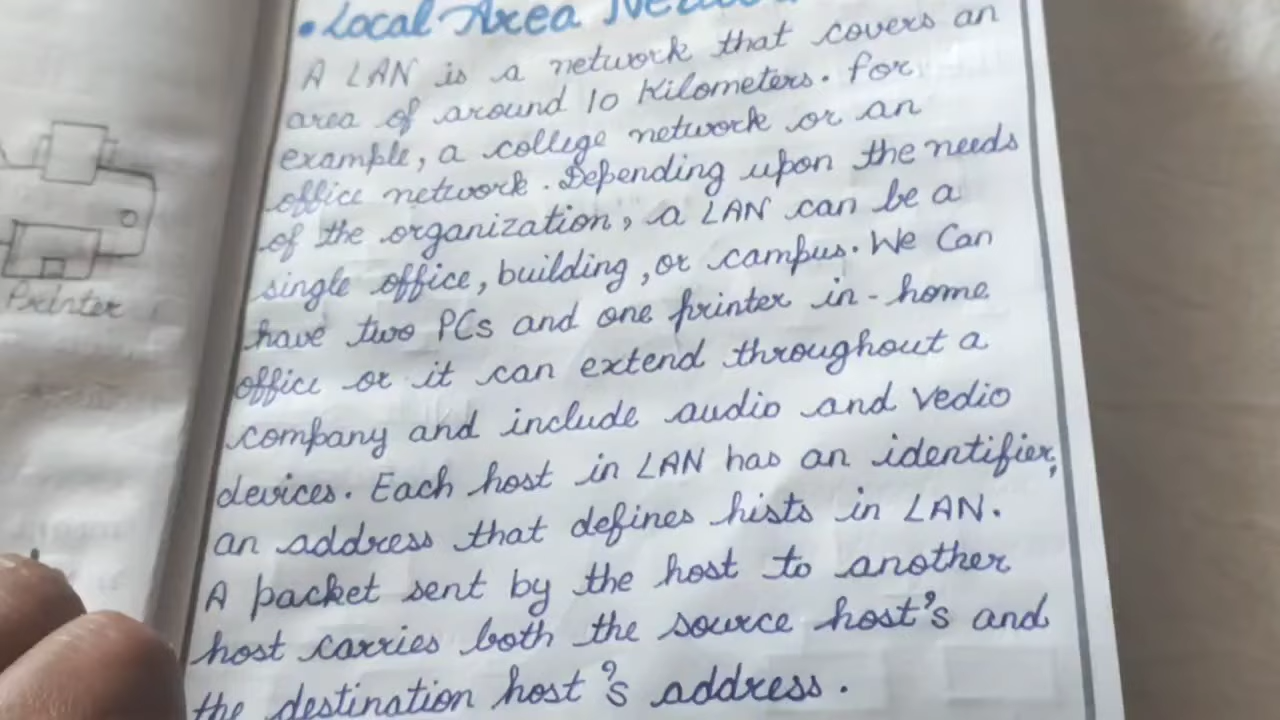 • Local Area Network
A LAN is a network that covers an
area of around 10 Kilometers. For
example, a college network or an
office network. Depending upon the needs
of the organization, a LAN can be a
single office, building, or campus. We Can
have two PCs and one printer in-home
office or it can extend throughout a
company and include audio and Vedio
devices. Each host in LAN has an identifier,
an address that defines hists in LAN.
A packet sent by the host to another
host carries both the source host's and
the destination host's address.
Printer